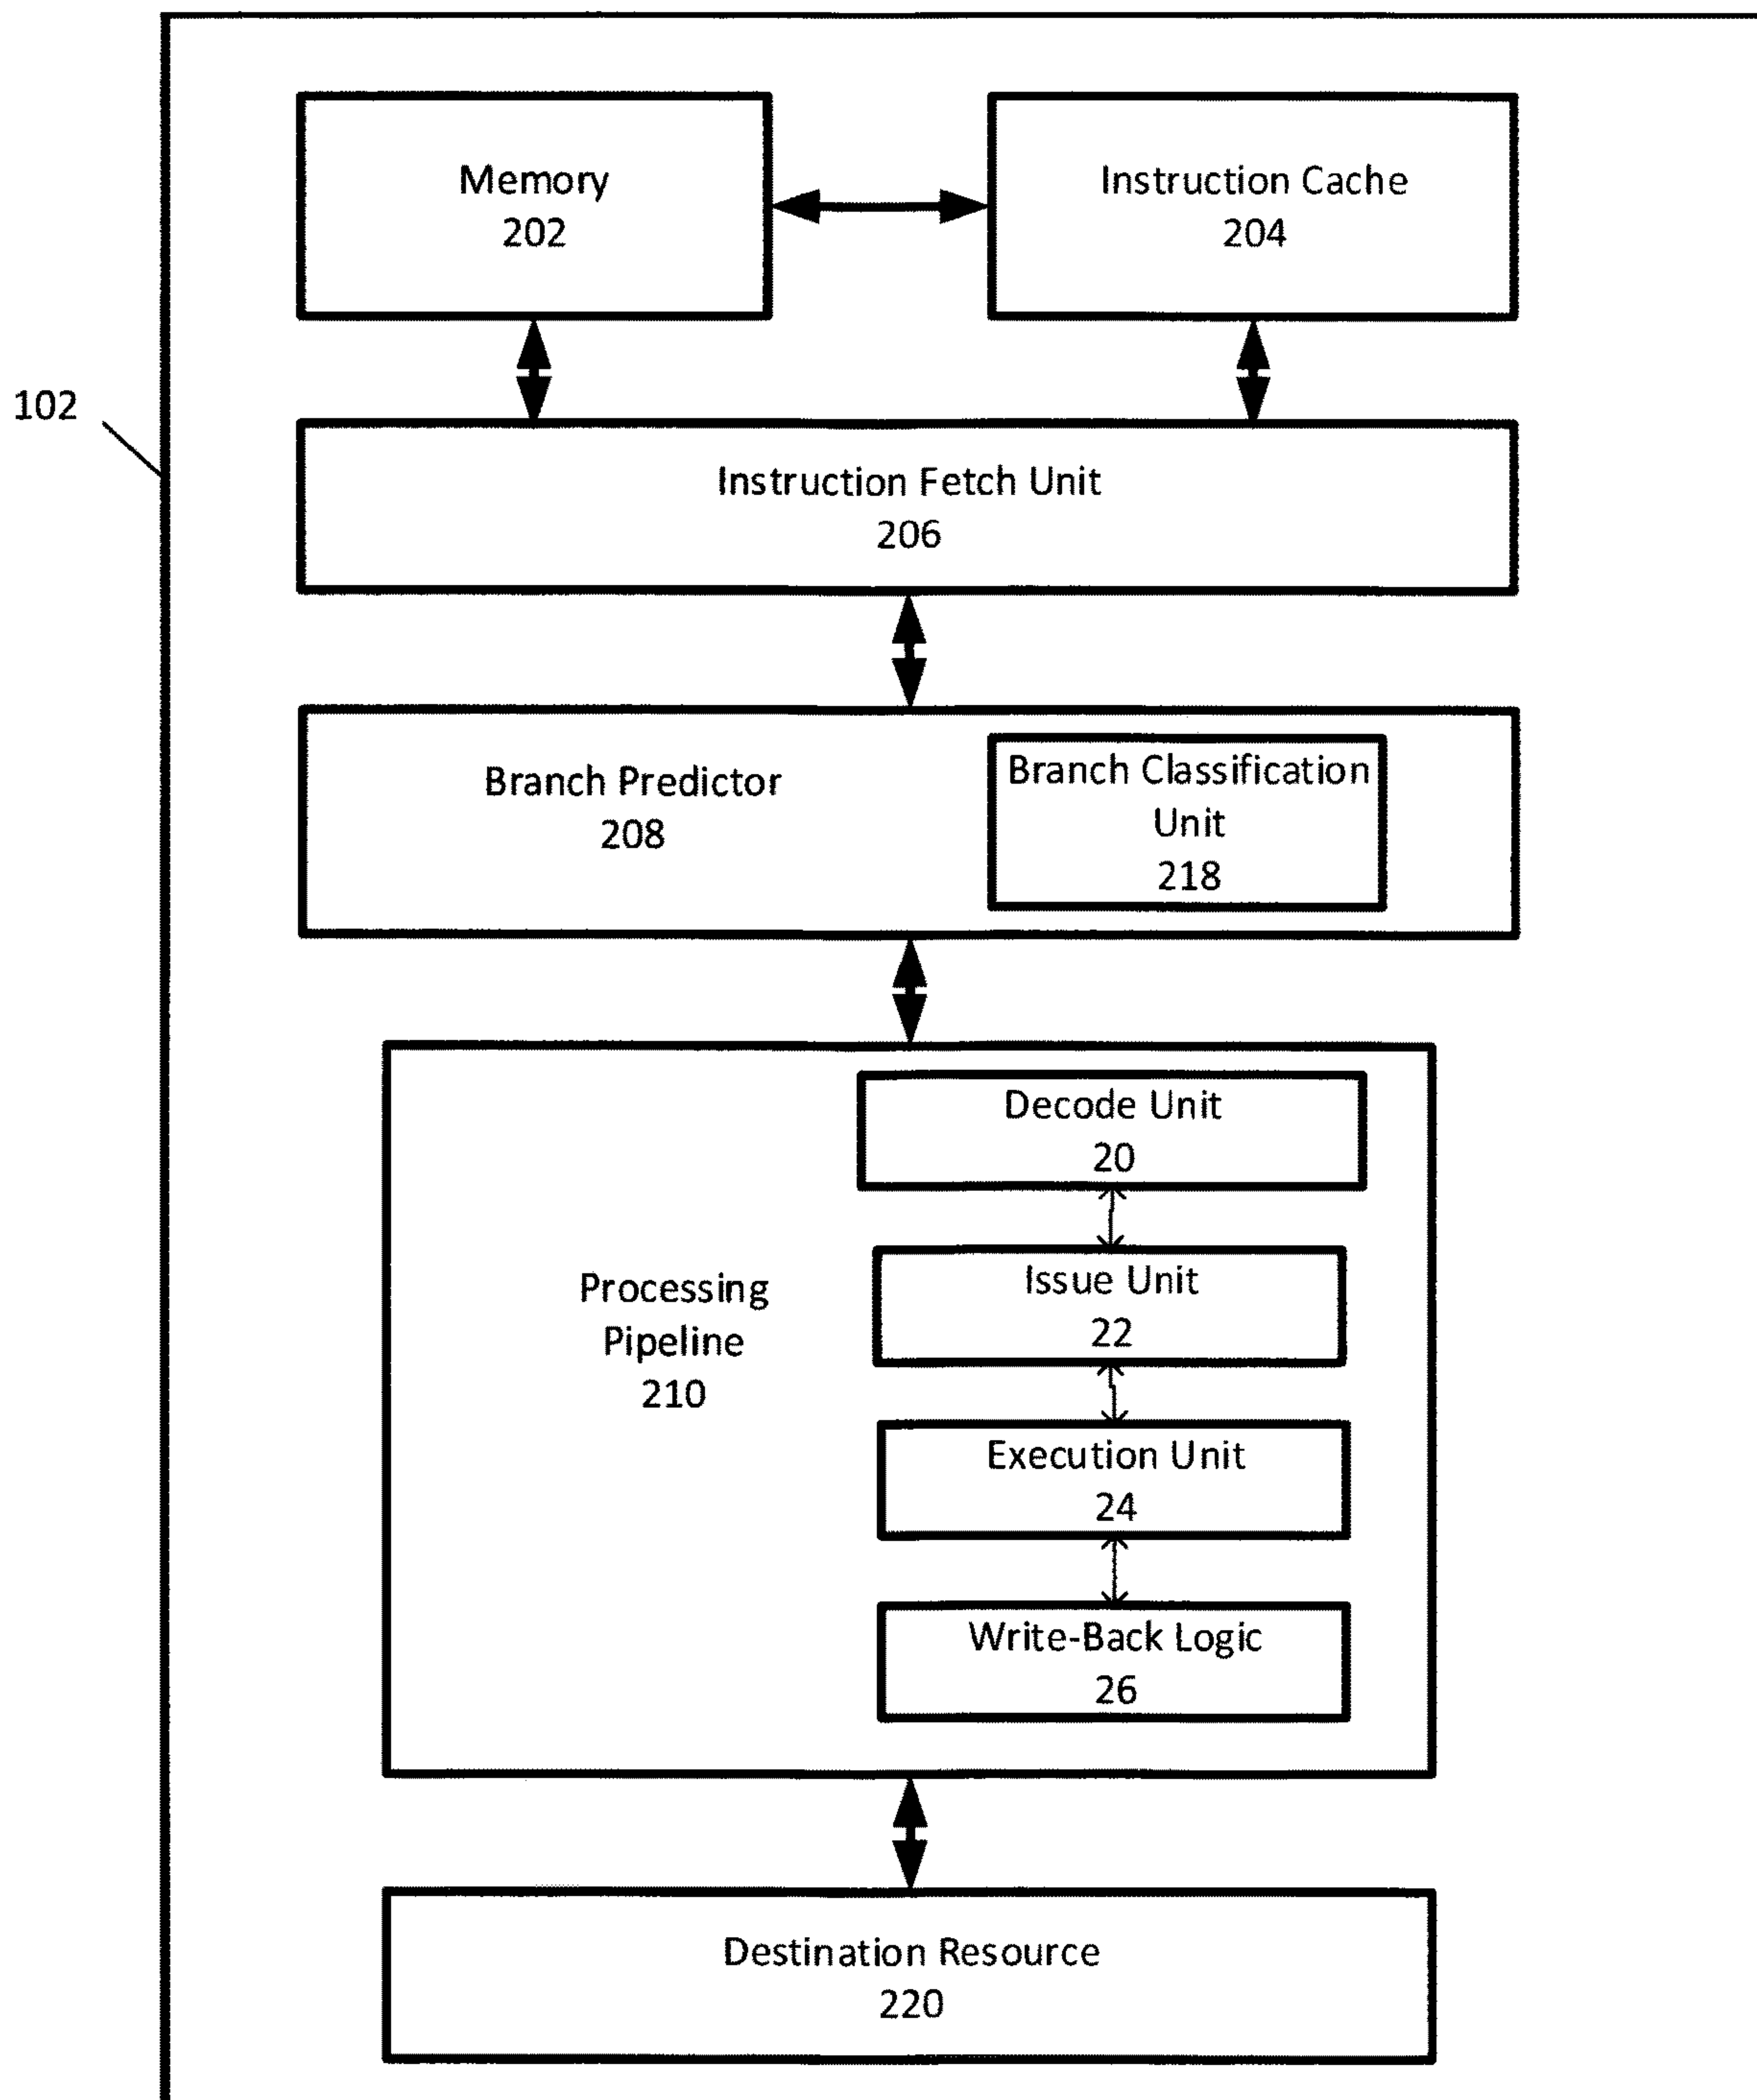 Memory
202
Instruction Cache
204
102
Instruction Fetch Unit
206
Branch Predictor
208
Branch Classification
Unit
218
Processing
Pipeline
210
Decode Unit
20
Issue Unit
22
Execution Unit
24
Write-Back Logic
26
Destination Resource
220